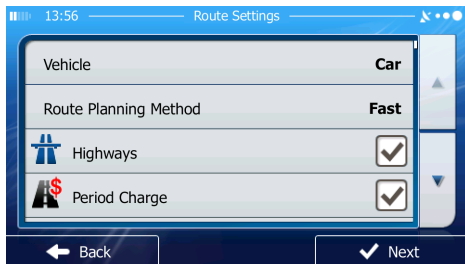 13:56 Route Settings
Vehicle Car
Route Planning Method Fast
Highways
$ Period Charge
Back Next